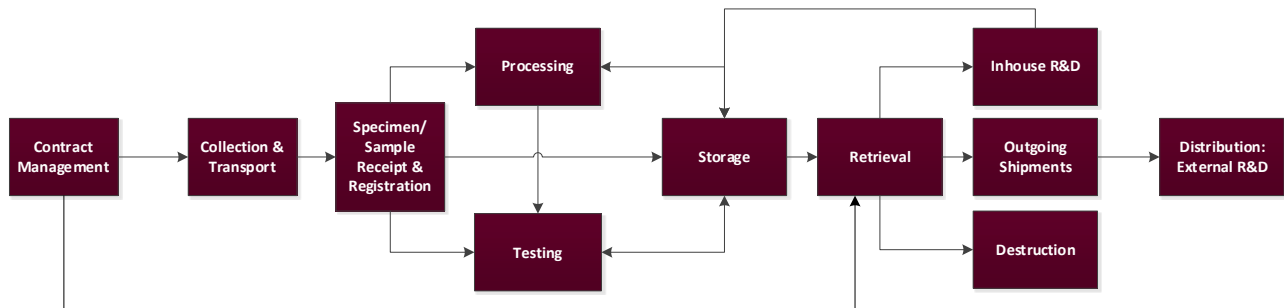 Contract
Management
Collection &
Transport
Specimen/
Sample
Receipt &
Registration
Processing
Testing
Storage
Retrieval
Inhouse R&D
Outgoing
Shipments
Destruction
Distribution:
External R&D